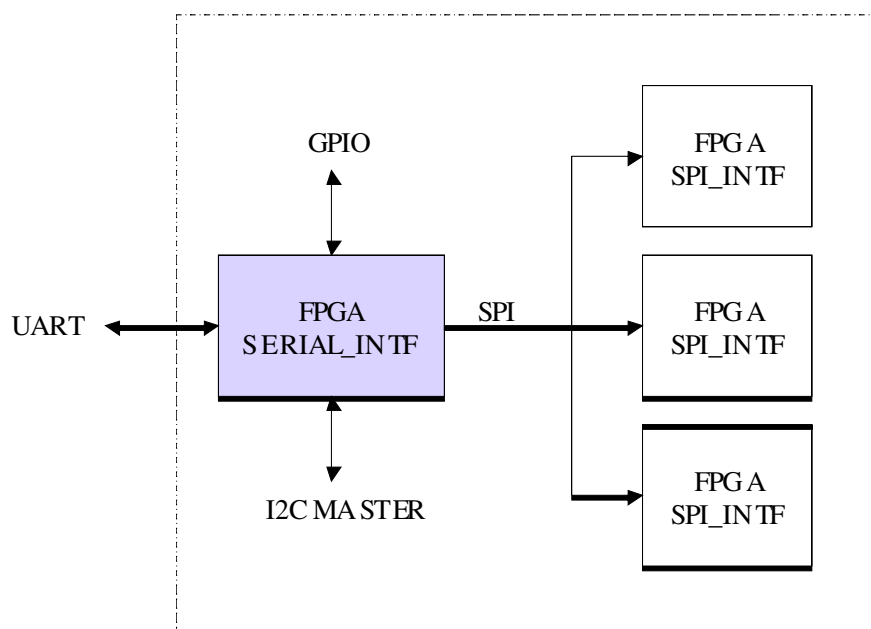 GPIO
FPGA
SPI_INTF
UART
FPGA
SERIAL_INTF
SPI
FPGA
SPI_INTF
I2C MASTER
FPGA
SPI_INTF